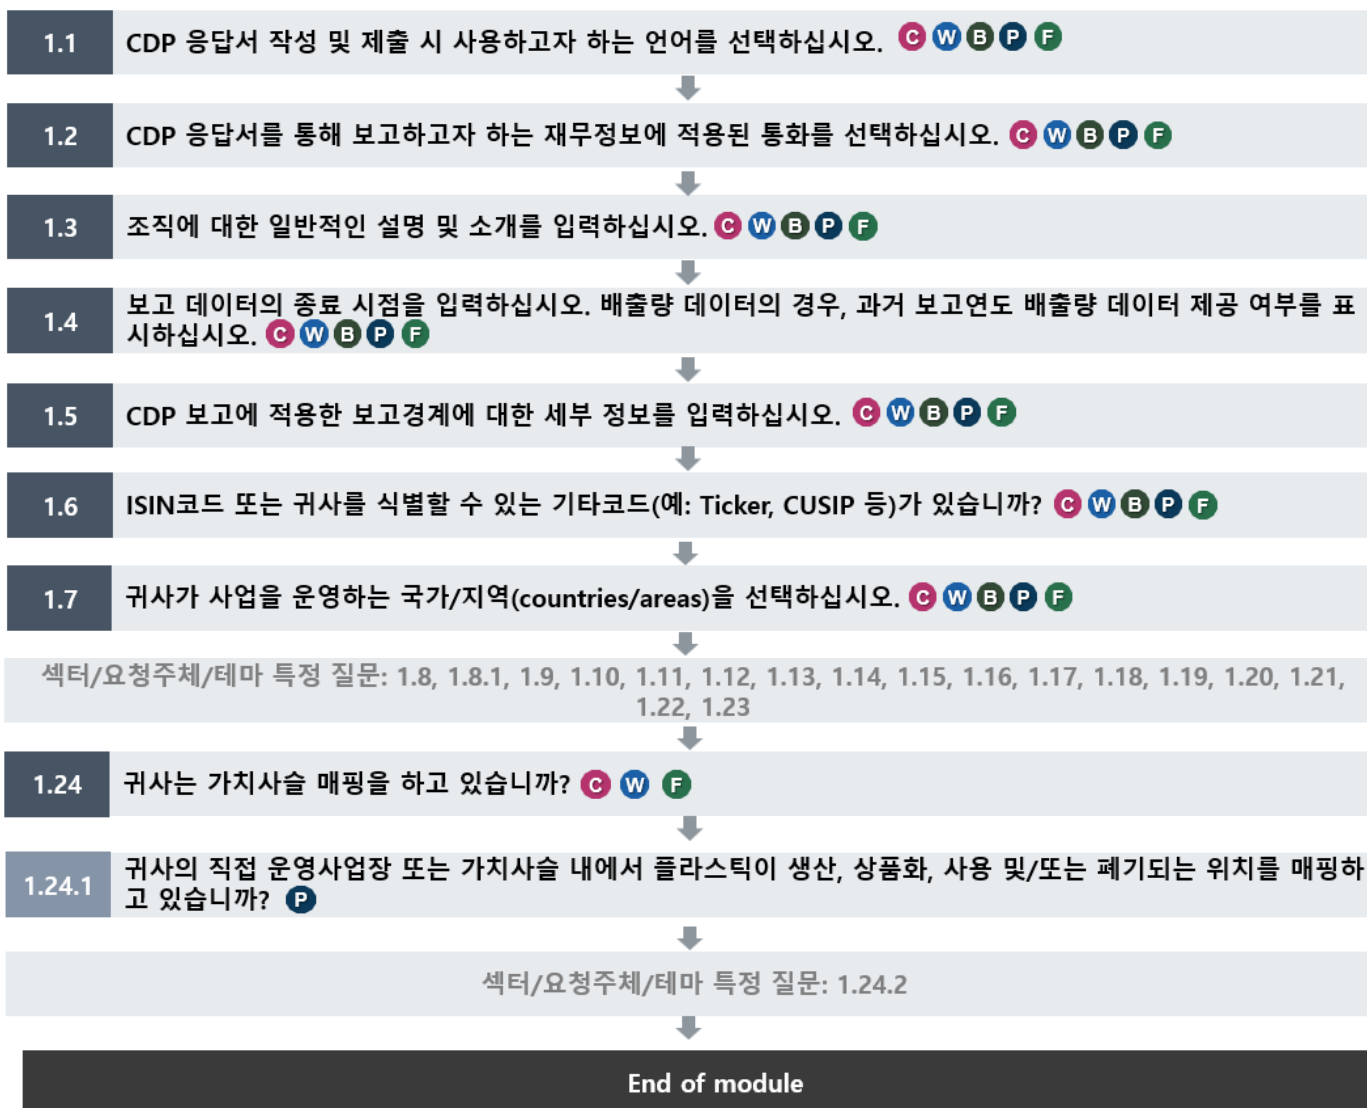 1.1 CDP 응답서 작성 및 제출 시 사용하고자 하는 언어를 선택하십시오. C W B P F
1.2 CDP 응답서를 통해 보고하고자 하는 재무정보에 적용된 통화를 선택하십시오. C W B P F
1.3 조직에 대한 일반적인 설명 및 소개를 입력하십시오. C W B P F
1.4 보고 데이터의 종료 시점을 입력하십시오. 배출량 데이터의 경우, 과거 보고연도 배출량 데이터 제공 여부를 표
시하십시오. C W B P F
1.5 CDP 보고에 적용한 보고경계에 대한 세부 정보를 입력하십시오. C W B P F
1.6 ISIN코드 또는 귀사를 식별할 수 있는 기타코드(예: Ticker, CUSIP 등)가 있습니까? C W B P F
1.7 귀사가 사업을 운영하는 국가/지역(countries/areas)을 선택하십시오. C W B P F
섹터/요청주체/테마 특정 질문: 1.8, 1.8.1, 1.9, 1.10, 1.11, 1.12, 1.13, 1.14, 1.15, 1.16, 1.17, 1.18, 1.19, 1.20, 1.21,
1.22, 1.23
1.24 귀사는 가치사슬 매핑을 하고 있습니까? C W F
1.24.1 귀사의 직접 운영사업장 또는 가치사슬 내에서 플라스틱이 생산, 상품화, 사용 및/또는 폐기되는 위치를 매핑하
고 있습니까? P
섹터/요청주체/테마 특정 질문: 1.24.2
End of module